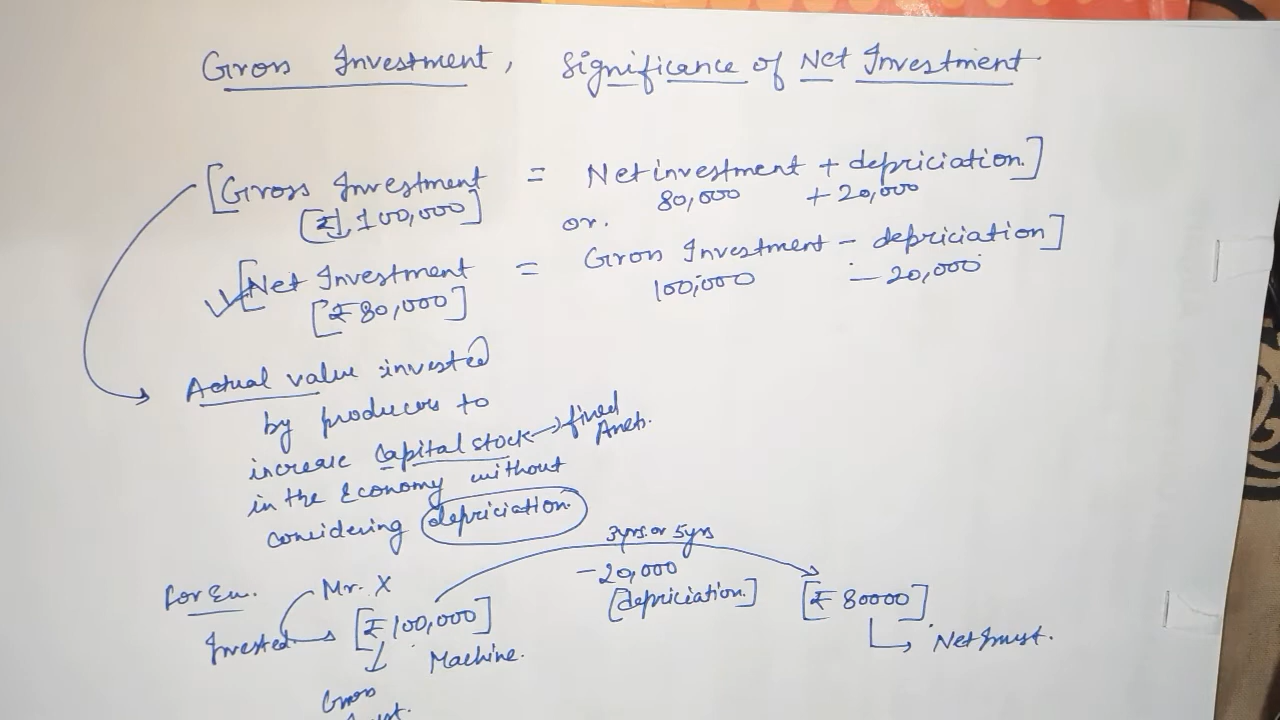 Gross Investment, Significance of Net Investment
[Gross Investment = Net investment + depriciation.]
[₹ 100,000] 80,000 + 20,000
or.
[Net Investment = Gross Investment - depriciation]
[₹ 80,000] 100,000 - 20,000
Actual value invested
by producers to
increase capital stock → fixed Assets.
in the Economy without
considering depriciation.
For Ex. Mr. X
3yrs. or 5yrs
Invested → [₹ 100,000] - 20,000 [depriciation.] [₹ 80000]
Machine. Net Invst.
Gross